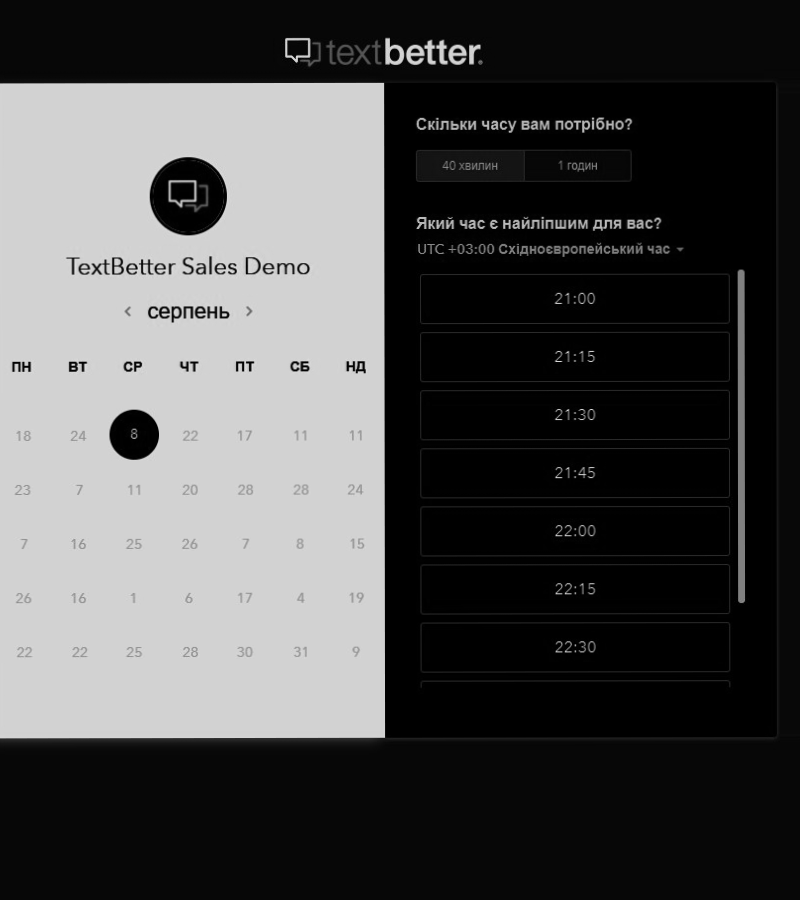 textbetter.
TextBetter Sales Demo
серпень
ПН ВТ СР ЧТ ПТ СБ НД
18 24 8 22 17 11 11
23 7 11 20 28 28 24
7 16 25 26 7 8 15
26 16 1 6 17 4 19
22 22 25 28 30 31 9
Скільки часу вам потрібно?
40 хвилин 1 годин
Який час є найліпшим для вас?
UTC +03:00 Східноєвропейський час
21:00
21:15
21:30
21:45
22:00
22:15
22:30